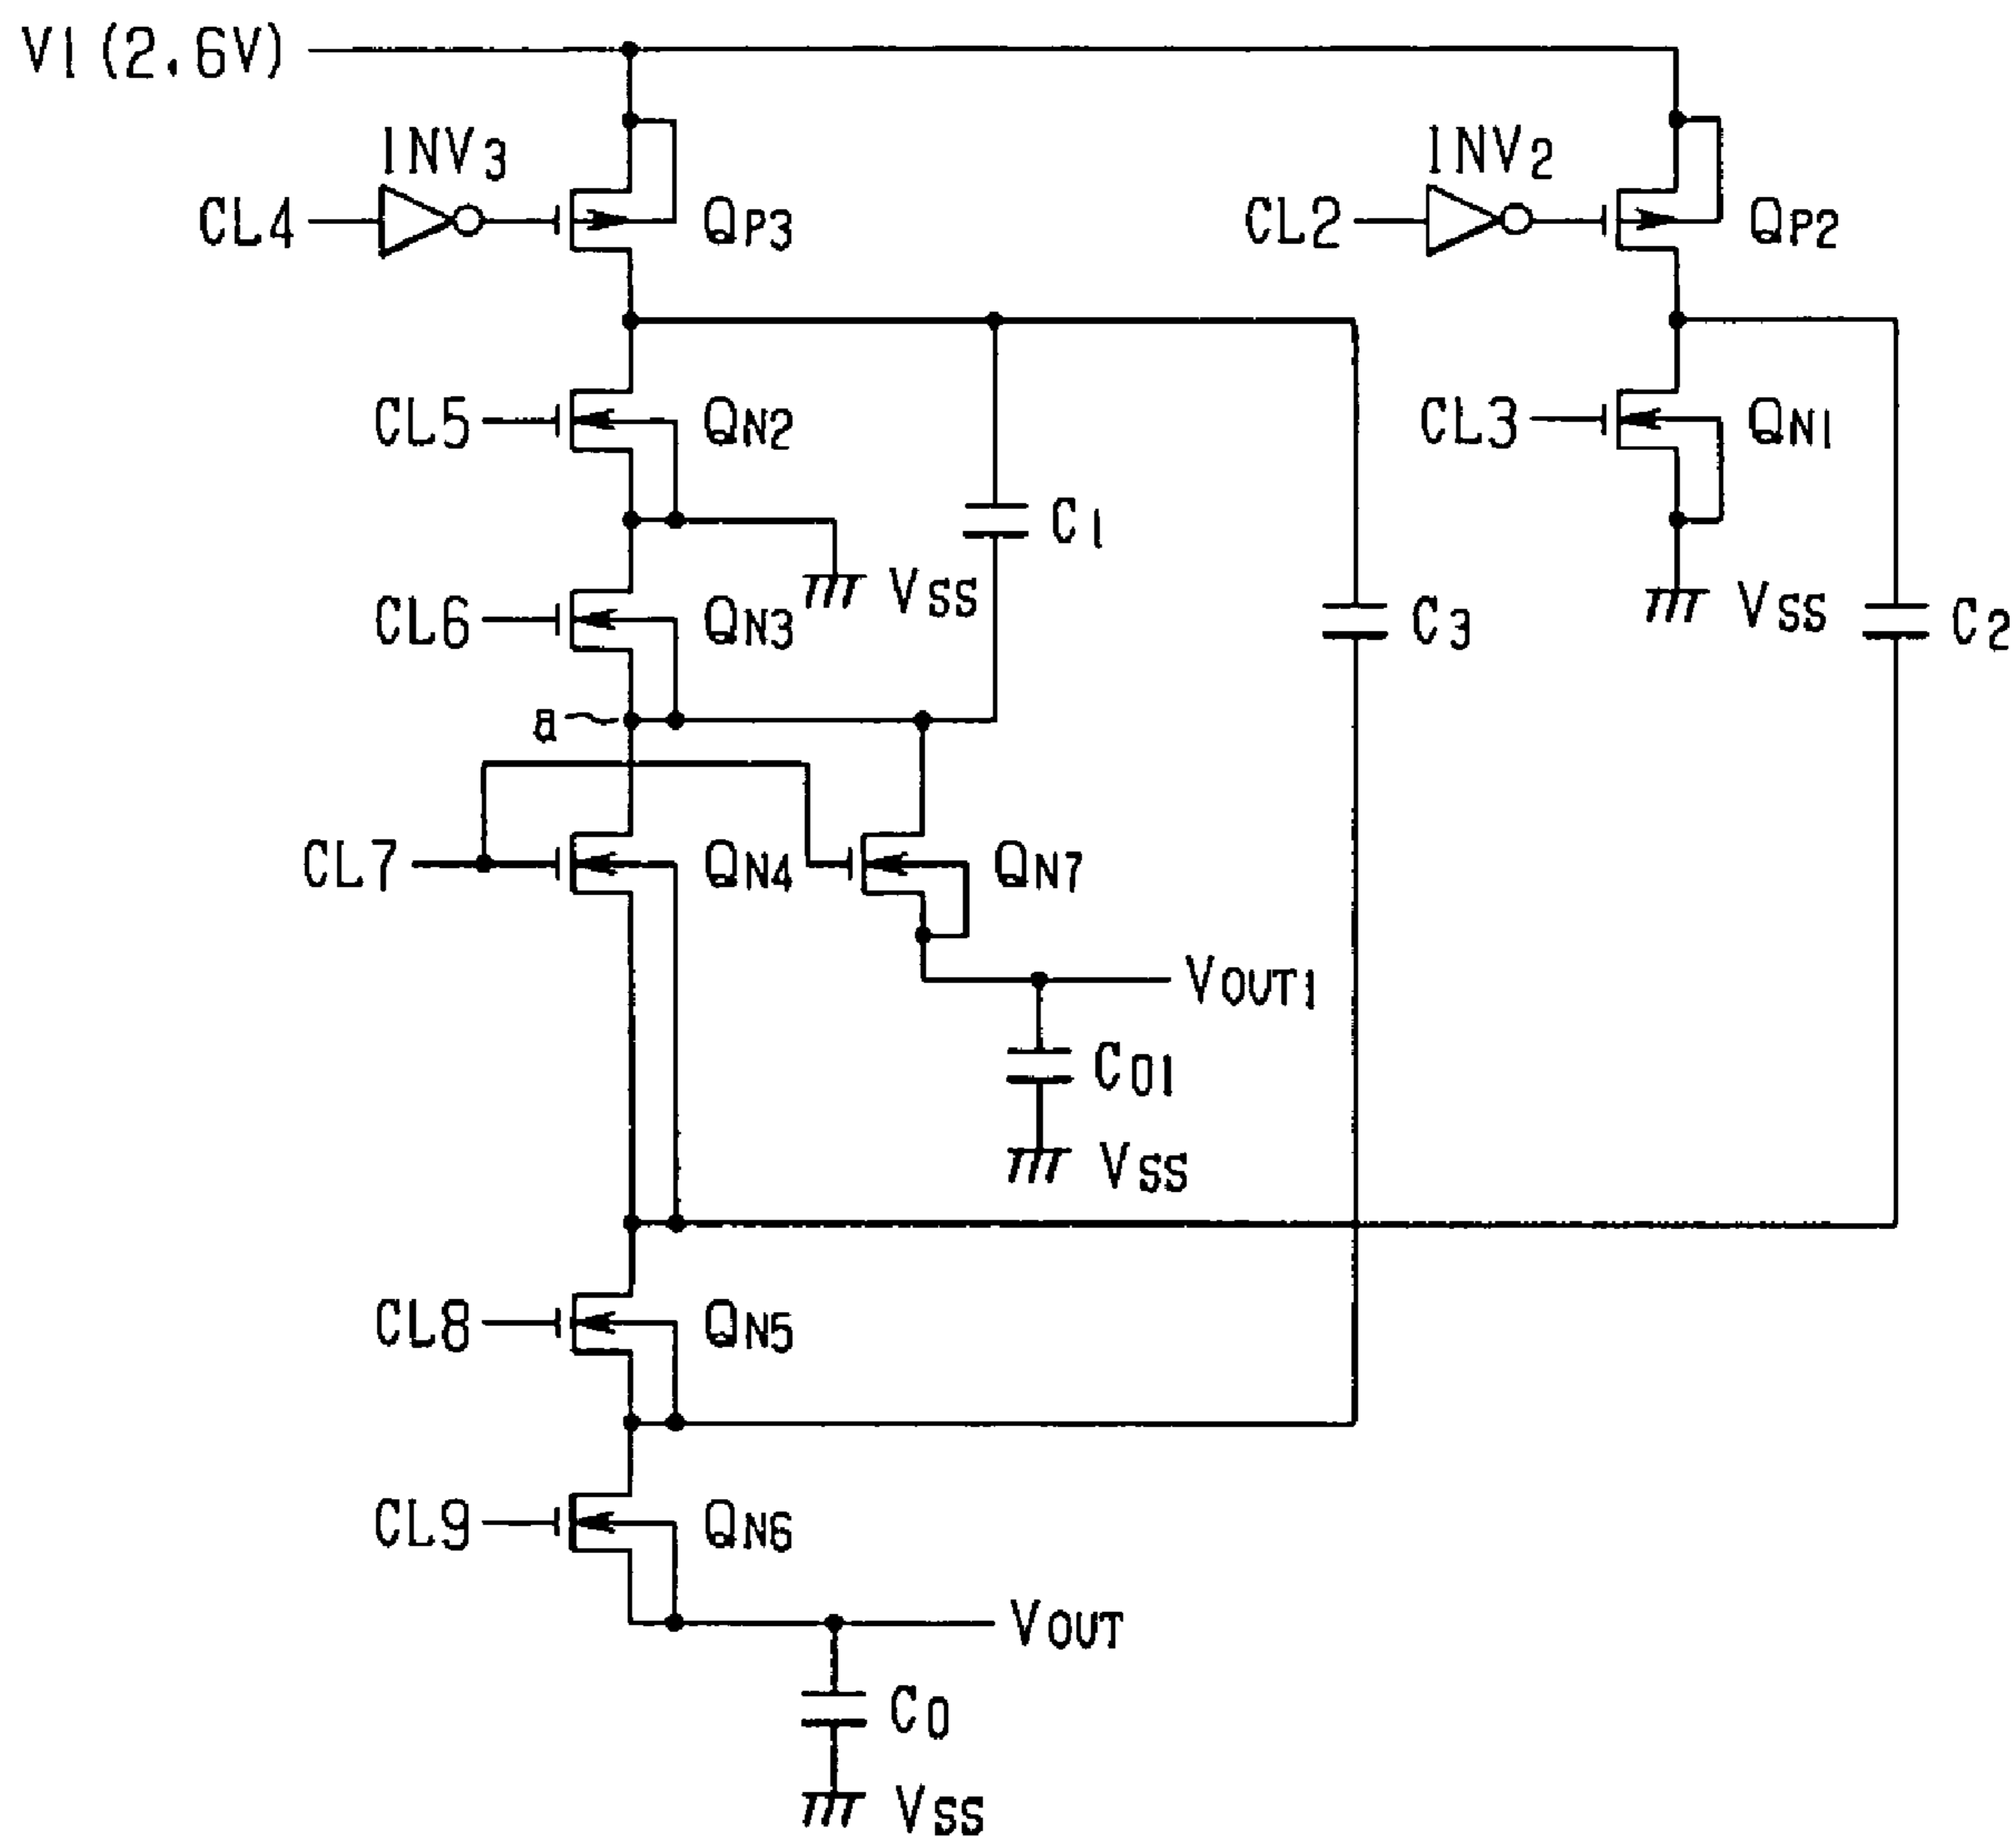 V1(2.6V)
INV3
INV2
CL4
QP3
CL2
QP2
CL5
QN2
CL3
QN1
C1
VSS
VSS
CL6
QN3
C3
C2
a
CL7
QN4
QN7
VOUT1
C01
VSS
CL8
QN5
CL9
QN6
VOUT
C0
VSS